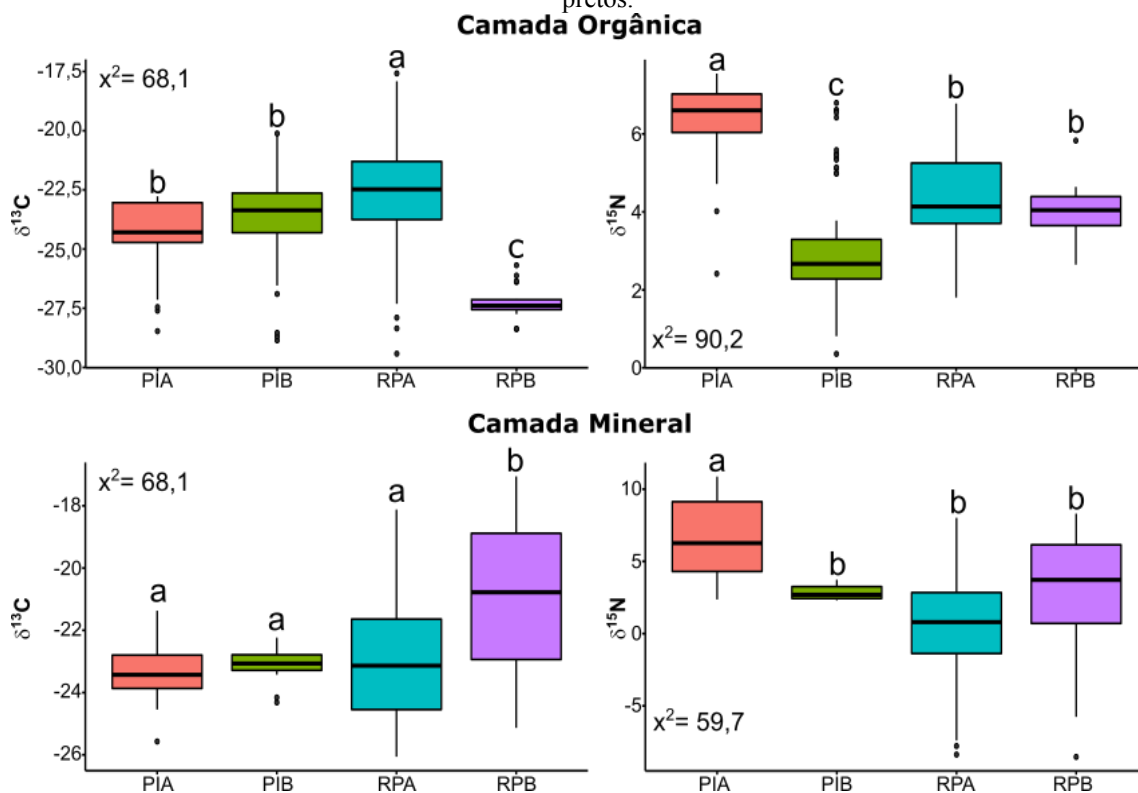 pretos.
Camada Orgânica
x²= 68,1
a
b
b
c
-17,5
-20,0
-22,5
-25,0
-27,5
-30,0
δ¹³C
PIA PIB RPA RPB
a
c
b
b
6
4
2
0
δ¹⁵N
x²= 90,2
PIA PIB RPA RPB
Camada Mineral
x²= 68,1
a
a
a
b
-18
-20
-22
-24
-26
δ¹³C
PIA PIB RPA RPB
a
b
b
b
10
5
0
-5
δ¹⁵N
x²= 59,7
PIA PIB RPA RPB